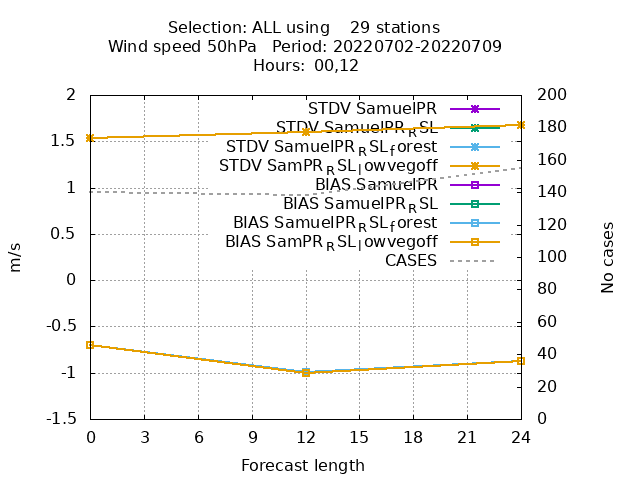 Selection: ALL using 29 stations
Wind speed 50hPa Period: 20220702-20220709
Hours: 00,12
2
1.5
1
0.5
0
-0.5
-1
-1.5
200
180
160
140
120
100
80
60
40
20
0
STDV SamuelPR
STDV SamuelPR_RSL
STDV SamuelPR_RSL_forest
STDV SamPR_RSL_lowvegoff
BIAS SamuelPR
BIAS SamuelPR_RSL
BIAS SamuelPR_RSL_forest
BIAS SamPR_RSL_lowvegoff
CASES
m/s
No cases
0 3 6 9 12 15 18 21 24
Forecast length